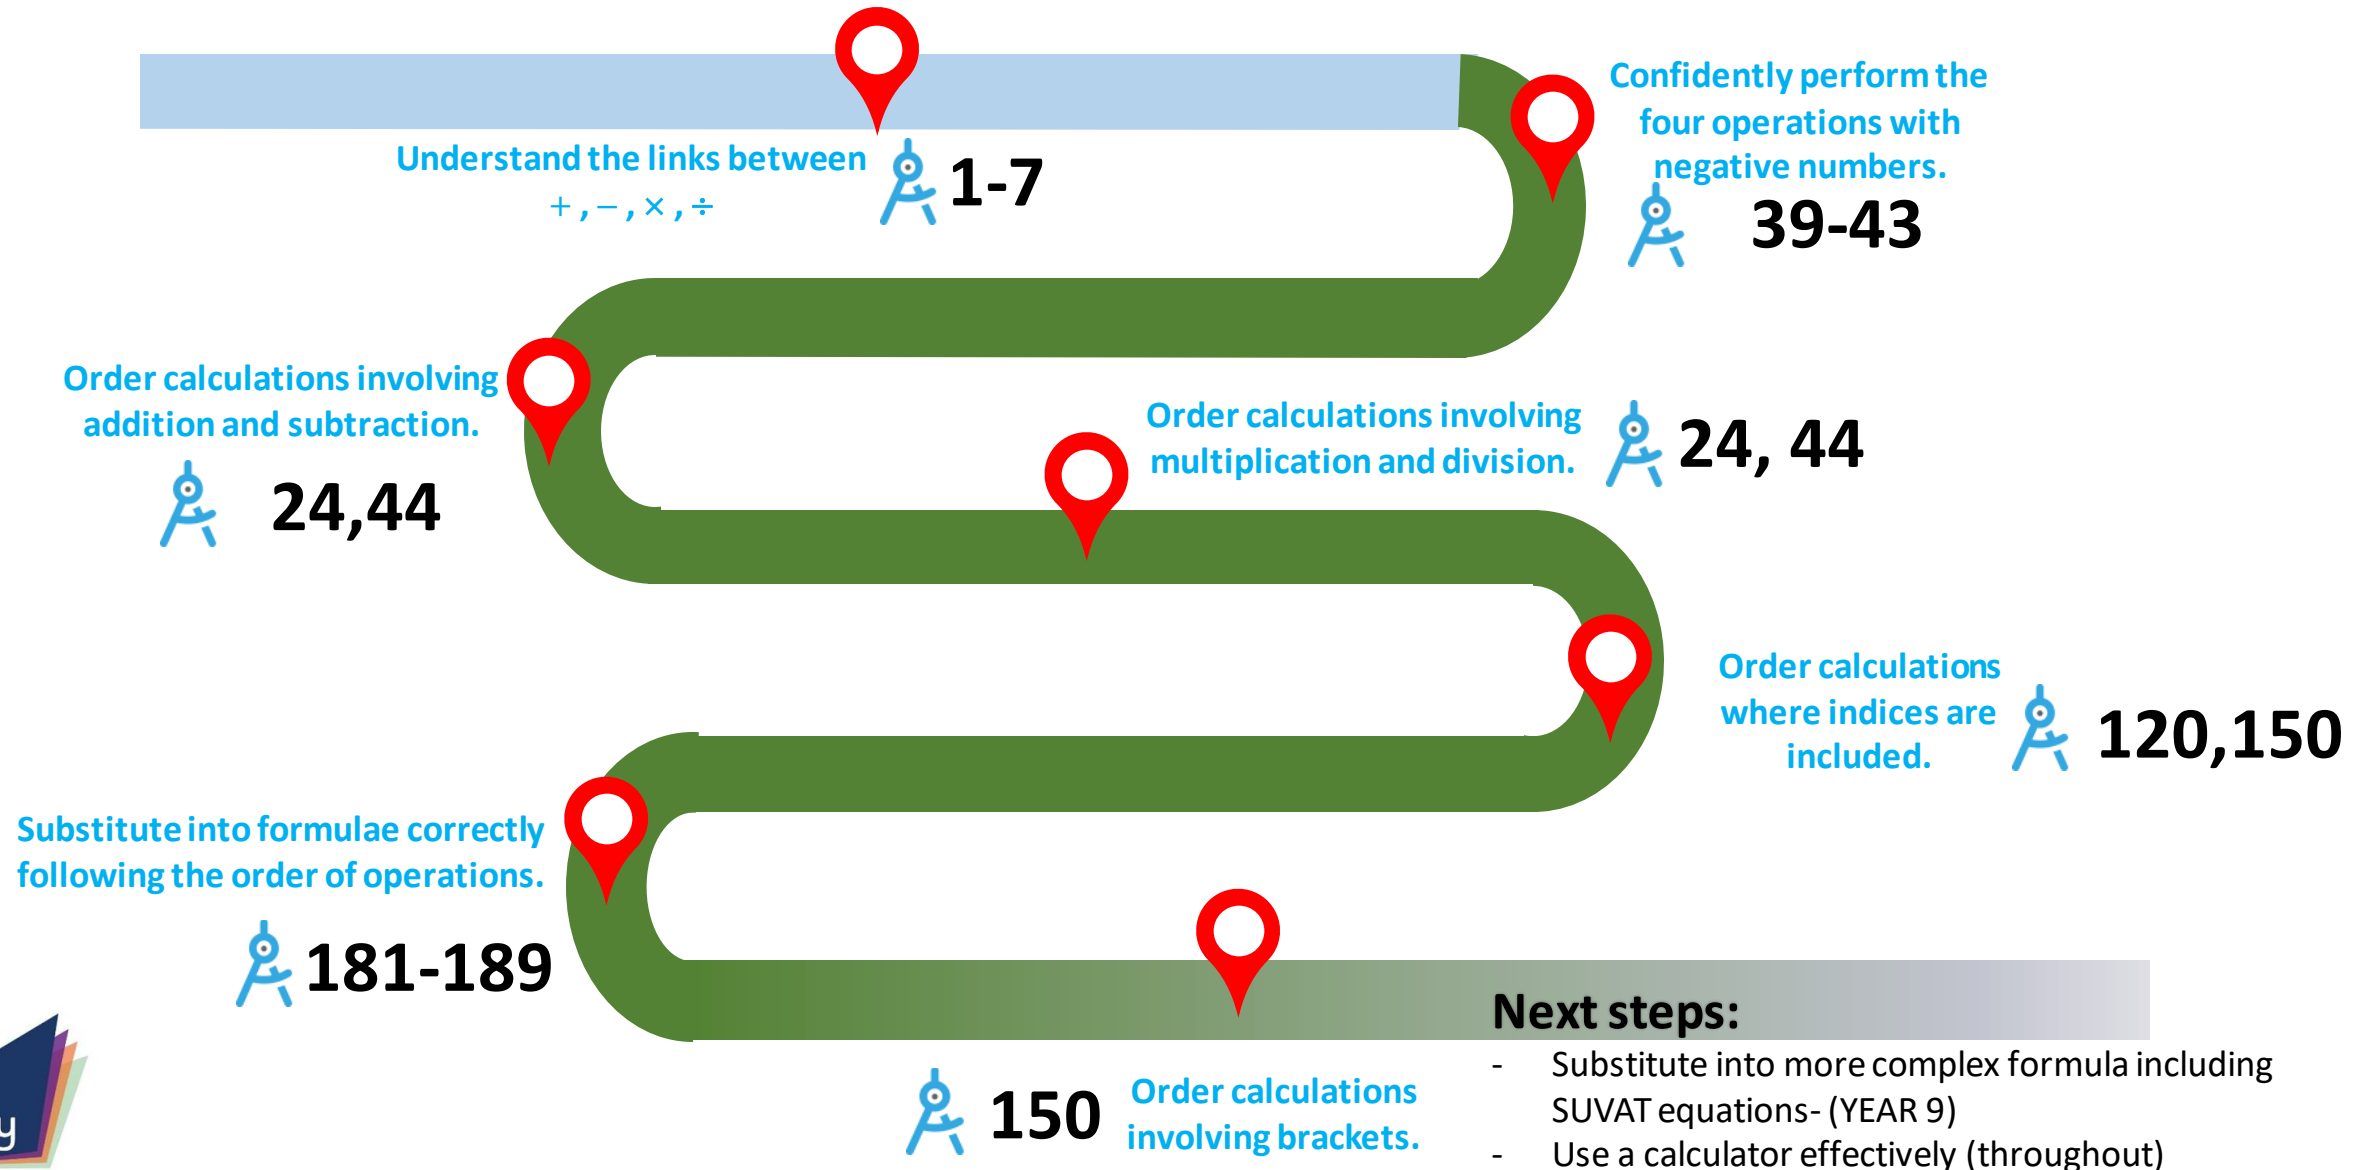 Understand the links between
+ , − , × , ÷
1-7
Confidently perform the
four operations with
negative numbers.
39-43
Order calculations involving
addition and subtraction.
24,44
Order calculations involving
multiplication and division.
24, 44
Order calculations
where indices are
included.
120,150
Substitute into formulae correctly
following the order of operations.
181-189
150
Order calculations
involving brackets.
Next steps:
- Substitute into more complex formula including
SUVAT equations- (YEAR 9)
- Use a calculator effectively (throughout)